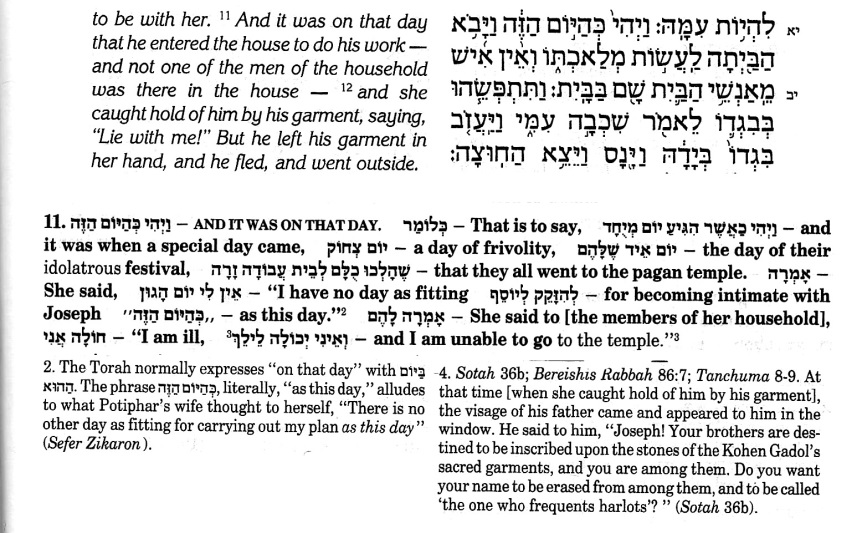 to be with her. ¹¹ And it was on that day
that he entered the house to do his work —
and not one of the men of the household
was there in the house — ¹² and she
caught hold of him by his garment, saying,
“Lie with me!” But he left his garment in
her hand, and he fled, and went outside.
יא לִהְי֥וֹת עִמָּֽהּ׃ וַיְהִי֙ כְּהַיּ֣וֹם הַזֶּ֔ה וַיָּבֹ֥א
הַבַּ֖יְתָה לַעֲשׂ֣וֹת מְלַאכְתּ֑וֹ וְאֵ֨ין אִ֜ישׁ
יב מֵאַנְשֵׁ֥י הַבַּ֛יִת שָׁ֖ם בַּבָּֽיִת׃ וַתִּתְפְּשֵׂ֧הוּ
בְּבִגְד֛וֹ לֵאמֹ֖ר שִׁכְבָ֣ה עִמִּ֑י וַיַּעֲזֹ֤ב
בִּגְדוֹ֙ בְּיָדָ֔הּ וַיָּ֖נָס וַיֵּצֵ֥א הַחֽוּצָה׃
11. וַיְהִי כְּהַיּוֹם הַזֶּה – AND IT WAS ON THAT DAY. כְּלוֹמַר – That is to say, וַיְהִי כַּאֲשֶׁר הִגִּיעַ יוֹם מְיֻחָד – and
it was when a special day came, יוֹם צְחוֹק – a day of frivolity, יוֹם אֵיד שֶׁלָּהֶם – the day of their
idolatrous festival, שֶׁהָלְכוּ כֻלָּם לְבֵית עֲבוֹדָה זָרָה – that they all went to the pagan temple. אָמְרָה –
She said, אֵין לִי יוֹם הָגוּן – “I have no day as fitting לְהִזָּקֵק לְיוֹסֵף – for becoming intimate with
Joseph ,,כְּהַיּוֹם הַזֶּה'' – as this day.”² אָמְרָה לָהֶם – She said to [the members of her household],
חוֹלָה אֲנִי – “I am ill, וְאֵינִי יְכוֹלָה לֵילֵךְ³ – and I am unable to go to the temple.”³
2. The Torah normally expresses “on that day” with בַּיּוֹם
הַהוּא. The phrase כְּהַיּוֹם הַזֶּה, literally, “as this day,” alludes
to what Potiphar’s wife thought to herself, “There is no
other day as fitting for carrying out my plan as this day”
(Sefer Zikaron).
4. Sotah 36b; Bereishis Rabbah 86:7; Tanchuma 8-9. At
that time [when she caught hold of him by his garment],
the visage of his father came and appeared to him in the
window. He said to him, “Joseph! Your brothers are des-
tined to be inscribed upon the stones of the Kohen Gadol’s
sacred garments, and you are among them. Do you want
your name to be erased from among them, and to be called
‘the one who frequents harlots’? ” (Sotah 36b).